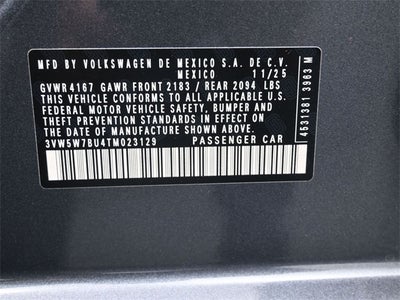 MFD BY VOLKSWAGEN DE MEXICO S.A. DE C.V.
MEXICO 11/25
GVWR 4167 GAWR FRONT 2183 / REAR 2094 LBS
THIS VEHICLE CONFORMS TO ALL APPLICABLE U.S.
FEDERAL MOTOR VEHICLE SAFETY, BUMPER AND
THEFT PREVENTION STANDARDS IN EFFECT ON THE
DATE OF MANUFACTURE SHOWN ABOVE.
3VW5W7BU4TM023129 PASSENGER CAR
4531381 3963 M